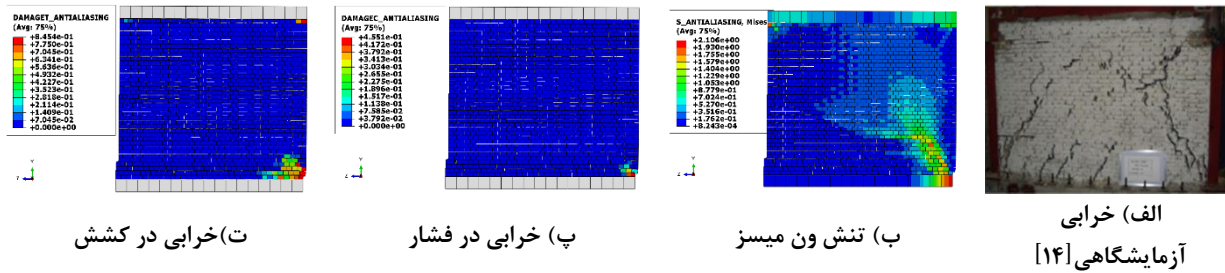 DAMAGET_ANTIALIASING
(Avg: 75%)
+8.454e-01
+7.750e-01
+7.045e-01
+6.341e-01
+5.636e-01
+4.932e-01
+4.227e-01
+3.523e-01
+2.818e-01
+2.114e-01
+1.409e-01
+7.045e-02
+0.000e+00
DAMAGEC_ANTIALIASING
(Avg: 75%)
+4.551e-01
+4.172e-01
+3.792e-01
+3.413e-01
+3.034e-01
+2.655e-01
+2.275e-01
+1.896e-01
+1.517e-01
+1.138e-01
+7.585e-02
+3.792e-02
+0.000e+00
S_ANTIALIASING, Mises
(Avg: 75%)
+2.106e+00
+1.930e+00
+1.755e+00
+1.579e+00
+1.404e+00
+1.229e+00
+1.053e+00
+8.779e-01
+7.024e-01
+5.270e-01
+3.516e-01
+1.762e-01
+8.243e-04
الف) خرابی
آزمایشگاهی[۱۴]
ب) تنش ون میسز
پ) خرابی در فشار
ت)خرابی در کشش